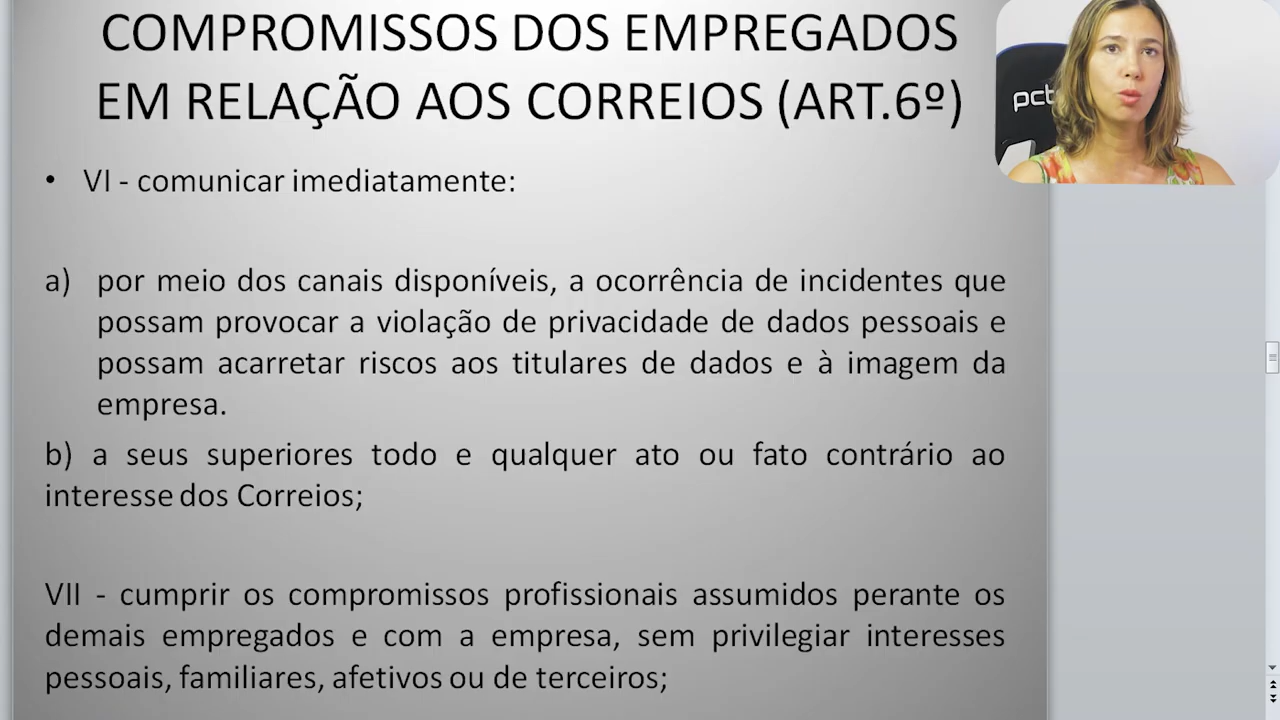 COMPROMISSOS DOS EMPREGADOS
EM RELAÇÃO AOS CORREIOS (ART.6º)
• VI - comunicar imediatamente:
a) por meio dos canais disponíveis, a ocorrência de incidentes que
possam provocar a violação de privacidade de dados pessoais e
possam acarretar riscos aos titulares de dados e à imagem da
empresa.
b) a seus superiores todo e qualquer ato ou fato contrário ao
interesse dos Correios;
VII - cumprir os compromissos profissionais assumidos perante os
demais empregados e com a empresa, sem privilegiar interesses
pessoais, familiares, afetivos ou de terceiros;